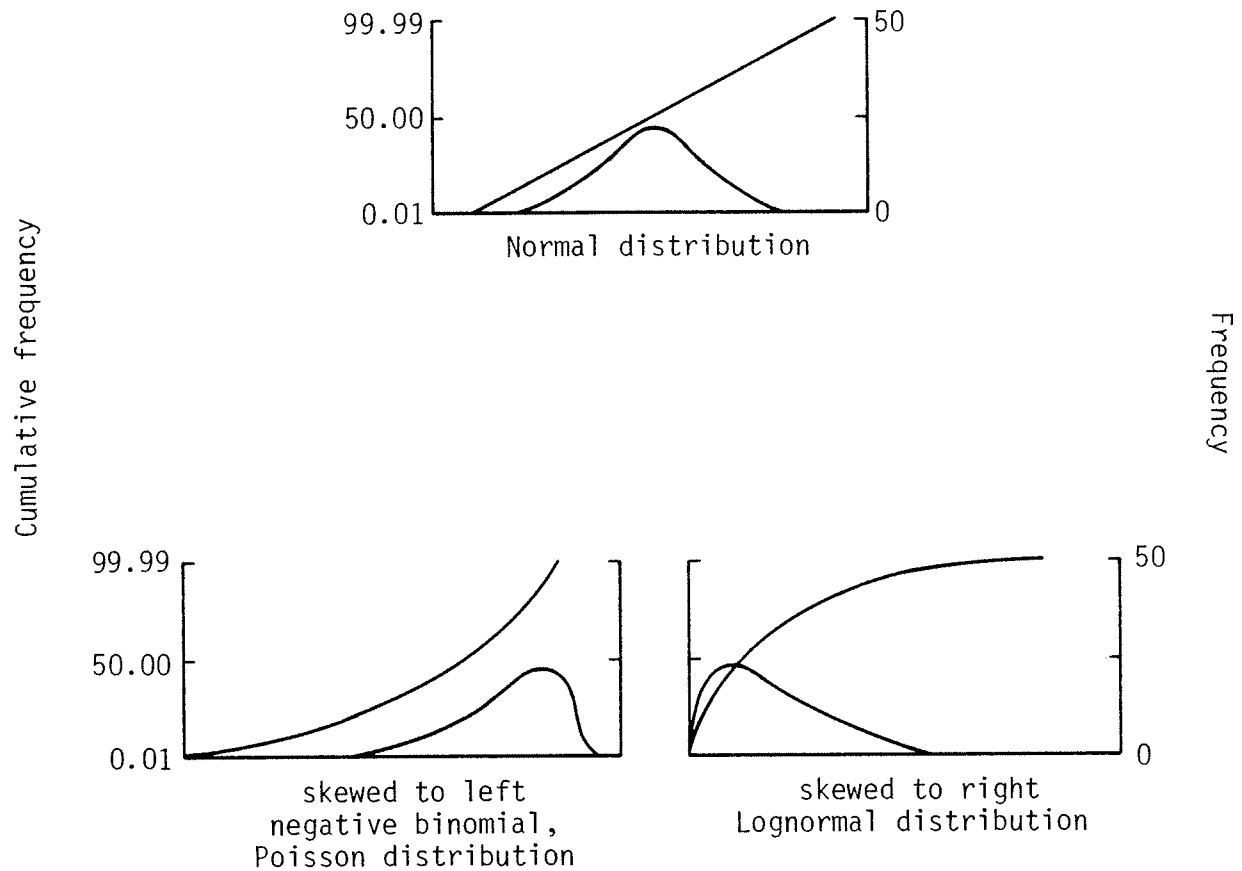 99.99
50
50.00
0.01
0
Normal distribution
Cumulative frequency
Frequency
99.99
50.00
0.01
50
0
skewed to left
negative binomial,
Poisson distribution
skewed to right
Lognormal distribution